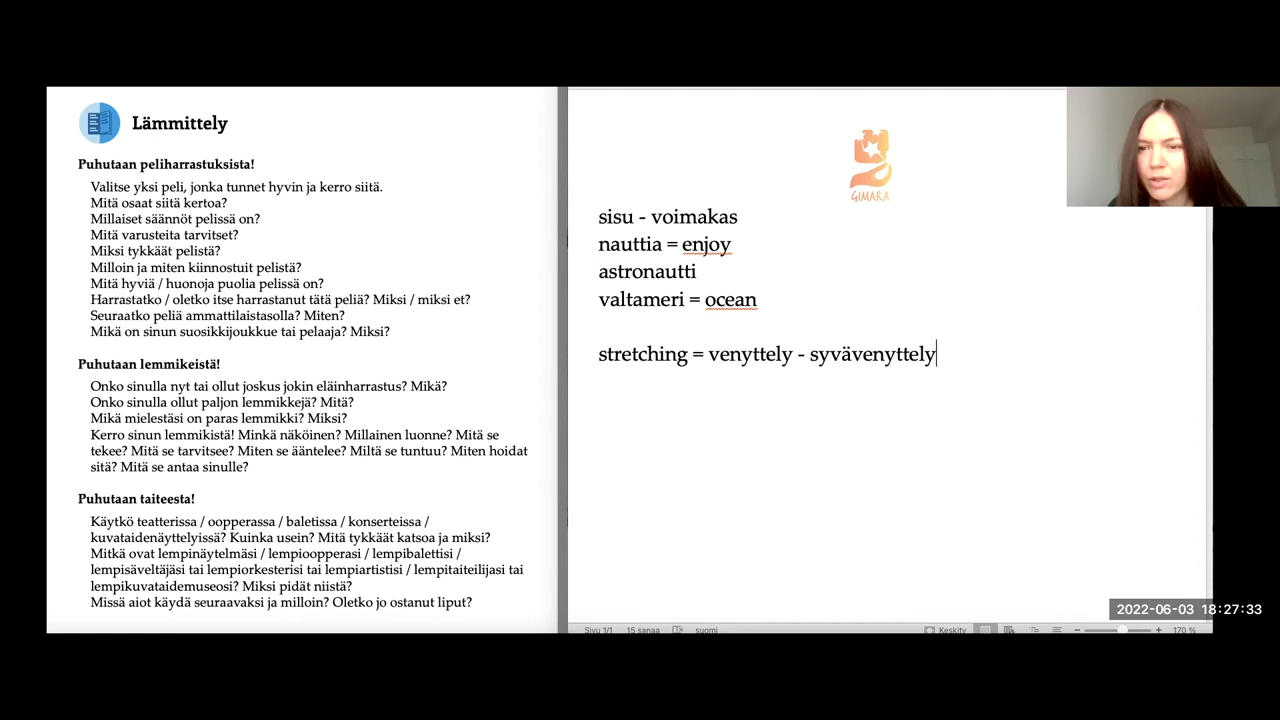 Lämmittely
Puhutaan peliharrastuksista!
Valitse yksi peli, jonka tunnet hyvin ja kerro siitä.
Mitä osaat siitä kertoa?
Millaiset säännöt pelissä on?
Mitä varusteita tarvitset?
Miksi tykkäät pelistä?
Milloin ja miten kiinnostuit pelistä?
Mitä hyviä / huonoja puolia pelissä on?
Harrastatko / oletko itse harrastanut tätä peliä? Miksi / miksi et?
Seuraatko peliä ammattilaistasolla? Miten?
Mikä on sinun suosikkijoukkue tai pelaaja? Miksi?
Puhutaan lemmikeistä!
Onko sinulla nyt tai ollut joskus jokin eläinharrastus? Mikä?
Onko sinulla ollut paljon lemmikkejä? Mitä?
Mikä mielestäsi on paras lemmikki? Miksi?
Kerro sinun lemmikistä! Minkä näköinen? Millainen luonne? Mitä se
tekee? Mitä se tarvitsee? Miten se ääntelee? Miltä se tuntuu? Miten hoidat
sitä? Mitä se antaa sinulle?
Puhutaan taiteesta!
Käytkö teatterissa / oopperassa / baletissa / konserteissa /
kuvataidenäyttelyissä? Kuinka usein? Mitä tykkäät katsoa ja miksi?
Mitkä ovat lempinäytelmäsi / lempioopperasi / lempibalettisi /
lempisäveltäjäsi tai lempiorkesterisi tai lempiartistisi / lempitaiteilijasi tai
lempikuvataidemuseosi? Miksi pidät niistä?
Missä aiot käydä seuraavaksi ja milloin? Oletko jo ostanut liput?
GIMARA
sisu - voimakas
nauttia = enjoy
astronautti
valtameri = ocean
stretching = venyttely - syvävenyttely
2022-06-03 18:27:33
Sivu 1/1 15 sanaa suomi Keskity 170 %